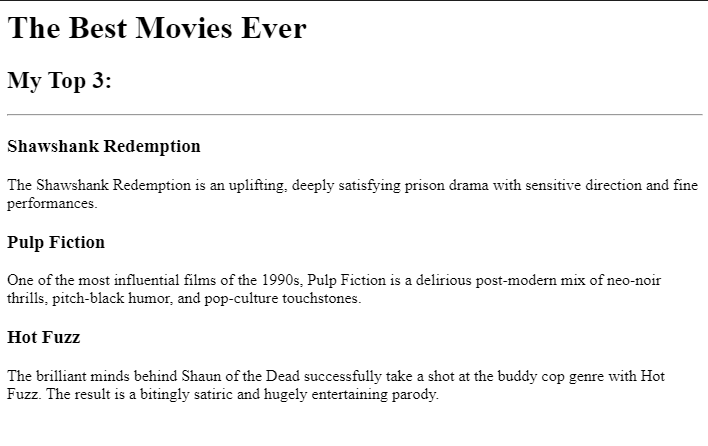 The Best Movies Ever
My Top 3:
Shawshank Redemption
The Shawshank Redemption is an uplifting, deeply satisfying prison drama with sensitive direction and fine
performances.
Pulp Fiction
One of the most influential films of the 1990s, Pulp Fiction is a delirious post-modern mix of neo-noir
thrills, pitch-black humor, and pop-culture touchstones.
Hot Fuzz
The brilliant minds behind Shaun of the Dead successfully take a shot at the buddy cop genre with Hot
Fuzz. The result is a bitingly satiric and hugely entertaining parody.